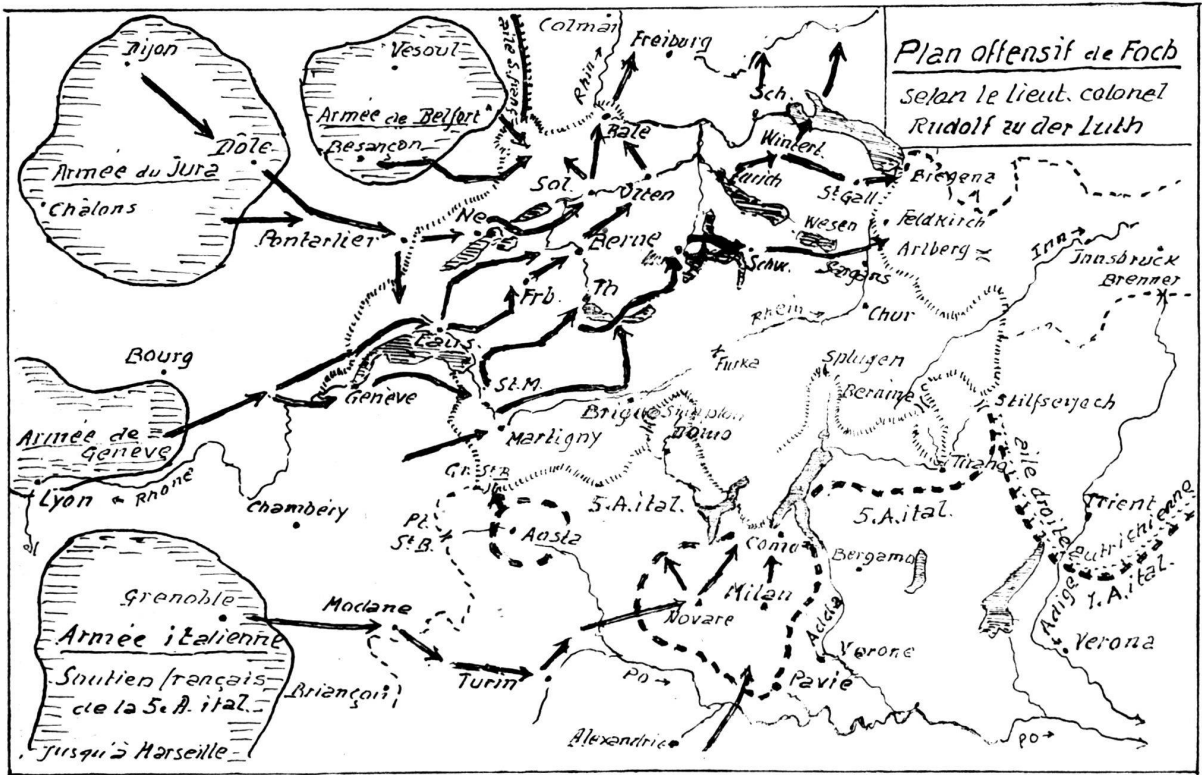 Plan offensif de Foch
selon le lieut. colonel
Rudolf zu der Luth
Dijon
Dôle
Armée du Jura
Châlons
Vesoul
Armée de Belfort
Besançon
Colmar
Rhin
Freiburg
Bâle
Sch.
Wintert.
Zurich
St Gall.
Bregenz
Feldkirch
Arlberg
Wesen
Sargans
Schw.
Sol.
Olten
Ne
Berne
Frb.
Th
Pontarlier
Laus
Genève
St.M.
Bourg
Armée de
Genève
Lyon
Rhône
Chambéry
Martigny
Brigue
Simplon
Domo
Furka
Rhein
Chur
Splugen
Bernina
Inn
Innsbruck
Brenner
Stilfserjoch
Tirano
Gr. St B.
Pt.
St B.
Aosta
5.A.ital.
5.A.ital.
Como
Bergamo
Milan
Novare
Adda
Verone
Pavie
aile droite
autrichienne
1.A.ital.
Trient
Adige
Verona
Grenoble
Armée italienne
Soutien français
de la 5e A. ital.
jusqu'à Marseille
Modane
Briançon
Turin
PO
Alexandrie
PO